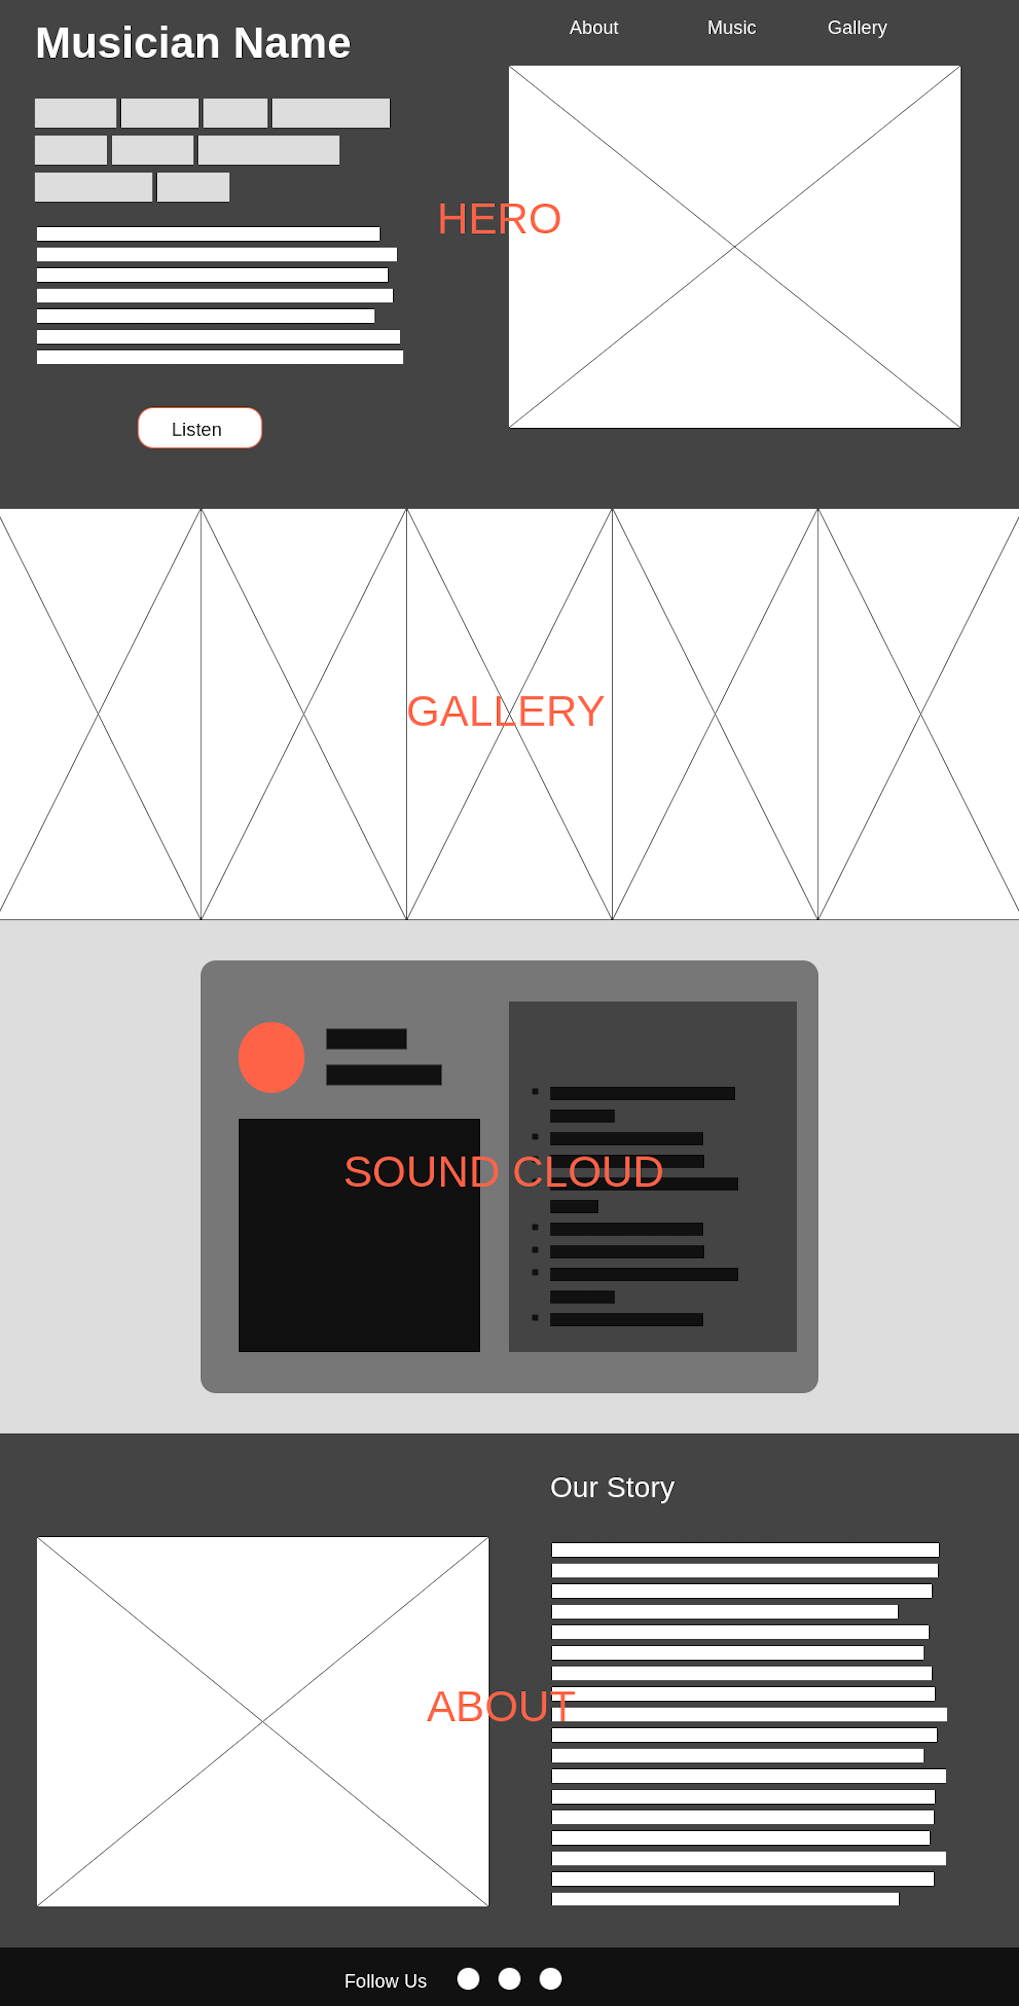 Musician Name
About
Music
Gallery
HERO
Listen
GALLERY
SOUND CLOUD
Our Story
ABOUT
Follow Us